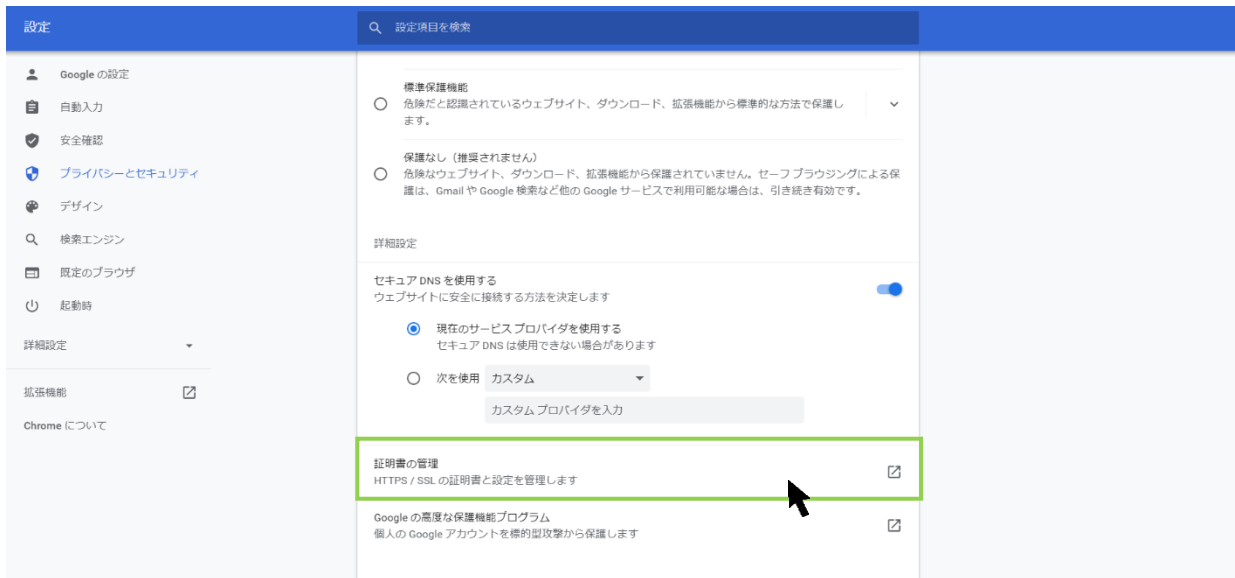 設定
設定項目を検索
Google の設定
自動入力
安全確認
プライバシーとセキュリティ
デザイン
検索エンジン
既定のブラウザ
起動時
詳細設定
拡張機能
Chrome について
標準保護機能
危険だと認識されているウェブサイト、ダウンロード、拡張機能から標準的な方法で保護し
ます。
保護なし（推奨されません）
危険なウェブサイト、ダウンロード、拡張機能から保護されていません。セーフ ブラウジングによる保
護は、Gmail や Google 検索など他の Google サービスで利用可能な場合は、引き続き有効です。
詳細設定
セキュア DNS を使用する
ウェブサイトに安全に接続する方法を決定します
現在のサービス プロバイダを使用する
セキュア DNS は使用できない場合があります
次を使用 カスタム
カスタム プロバイダを入力
証明書の管理
HTTPS / SSL の証明書と設定を管理します
Google の高度な保護機能プログラム
個人の Google アカウントを標的型攻撃から保護します